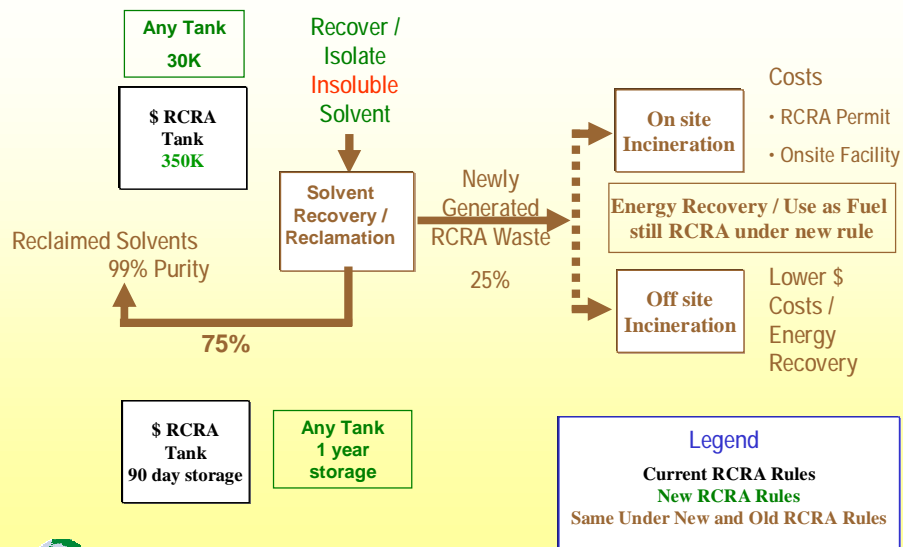 Any Tank
30K
Recover /
Isolate
Insoluble
Solvent
$ RCRA
Tank
350K
Solvent
Recovery /
Reclamation
Newly
Generated
RCRA Waste
25%
On site
Incineration
Costs
• RCRA Permit
• Onsite Facility
Energy Recovery / Use as Fuel
still RCRA under new rule
Off site
Incineration
Lower $
Costs /
Energy
Recovery
Reclaimed Solvents
99% Purity
75%
$ RCRA
Tank
90 day storage
Any Tank
1 year
storage
Legend
Current RCRA Rules
New RCRA Rules
Same Under New and Old RCRA Rules